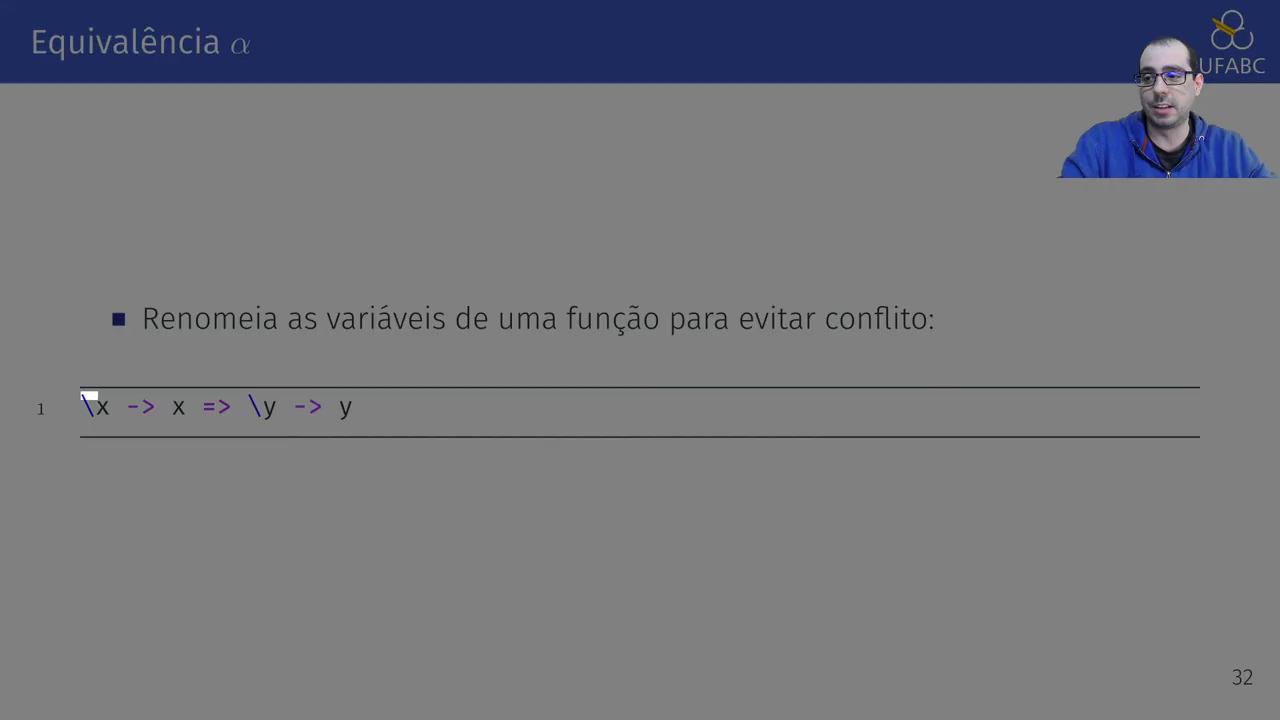 Equivalência α
UFABC
■ Renomeia as variáveis de uma função para evitar conflito:
1 \x -> x => \y -> y
32